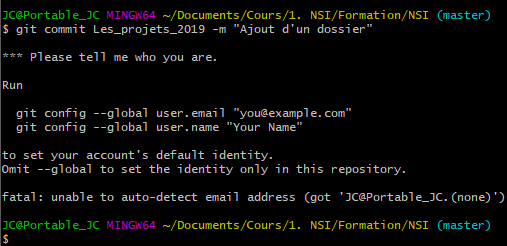 JC@Portable_JC MINGW64 ~/Documents/Cours/1. NSI/Formation/NSI (master)
$ git commit Les_projets_2019 -m "Ajout d'un dossier"
*** Please tell me who you are.
Run
git config --global user.email "you@example.com"
git config --global user.name "Your Name"
to set your account's default identity.
Omit --global to set the identity only in this repository.
fatal: unable to auto-detect email address (got 'JC@Portable_JC.(none)')
JC@Portable_JC MINGW64 ~/Documents/Cours/1. NSI/Formation/NSI (master)
$